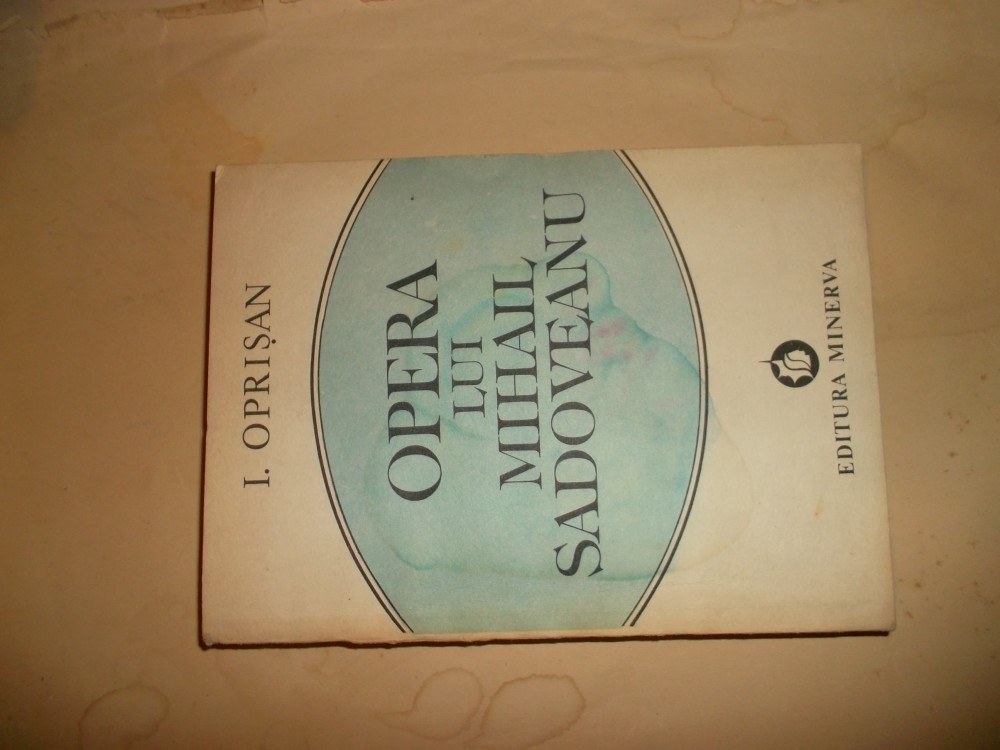 I. OPRIȘAN
OPERA
LUI
MIHAIL
SADOVEANU
EDITURA MINERVA